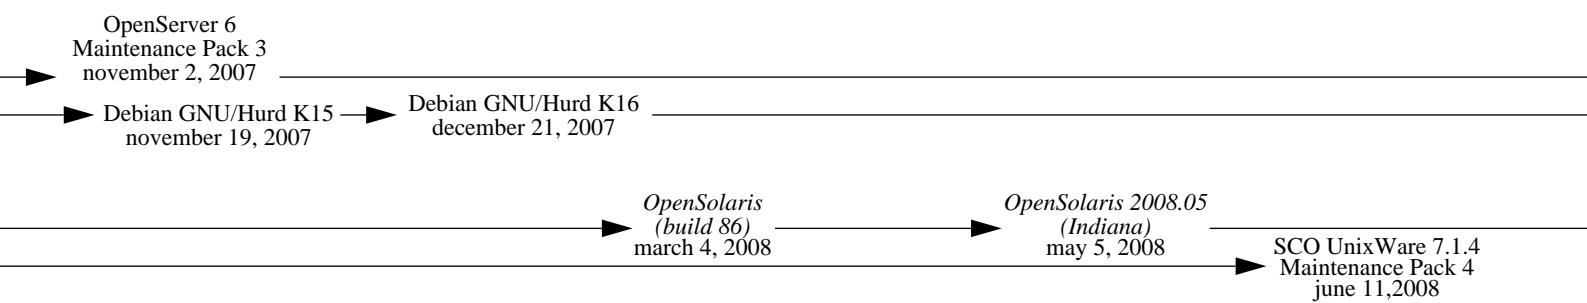 OpenServer 6
Maintenance Pack 3
november 2, 2007
Debian GNU/Hurd K15
november 19, 2007
Debian GNU/Hurd K16
december 21, 2007
OpenSolaris
(build 86)
march 4, 2008
OpenSolaris 2008.05
(Indiana)
may 5, 2008
SCO UnixWare 7.1.4
Maintenance Pack 4
june 11,2008